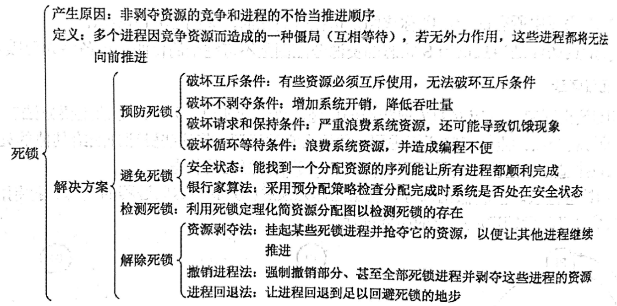 产生原因：非剥夺资源的竞争和进程的不恰当推进顺序
定义：多个进程因竞争资源而造成的一种僵局（互相等待），若无外力作用，这些进程都将无法
向前推进
死锁
解决方案
预防死锁
破坏互斥条件：有些资源必须互斥使用，无法破坏互斥条件
破坏不剥夺条件：增加系统开销，降低吞吐量
破坏请求和保持条件：严重浪费系统资源，还可能导致饥饿现象
破坏循环等待条件：浪费系统资源，并造成编程不便
避免死锁
安全状态：能找到一个分配资源的序列能让所有进程都顺利完成
银行家算法：采用预分配策略检查分配完成时系统是否处在安全状态
检测死锁：利用死锁定理化简资源分配图以检测死锁的存在
解除死锁
资源剥夺法：挂起某些死锁进程并抢夺它的资源，以便让其他进程继续
推进
撤销进程法：强制撤销部分、甚至全部死锁进程并剥夺这些进程的资源
进程回退法：让进程回退到足以回避死锁的地步